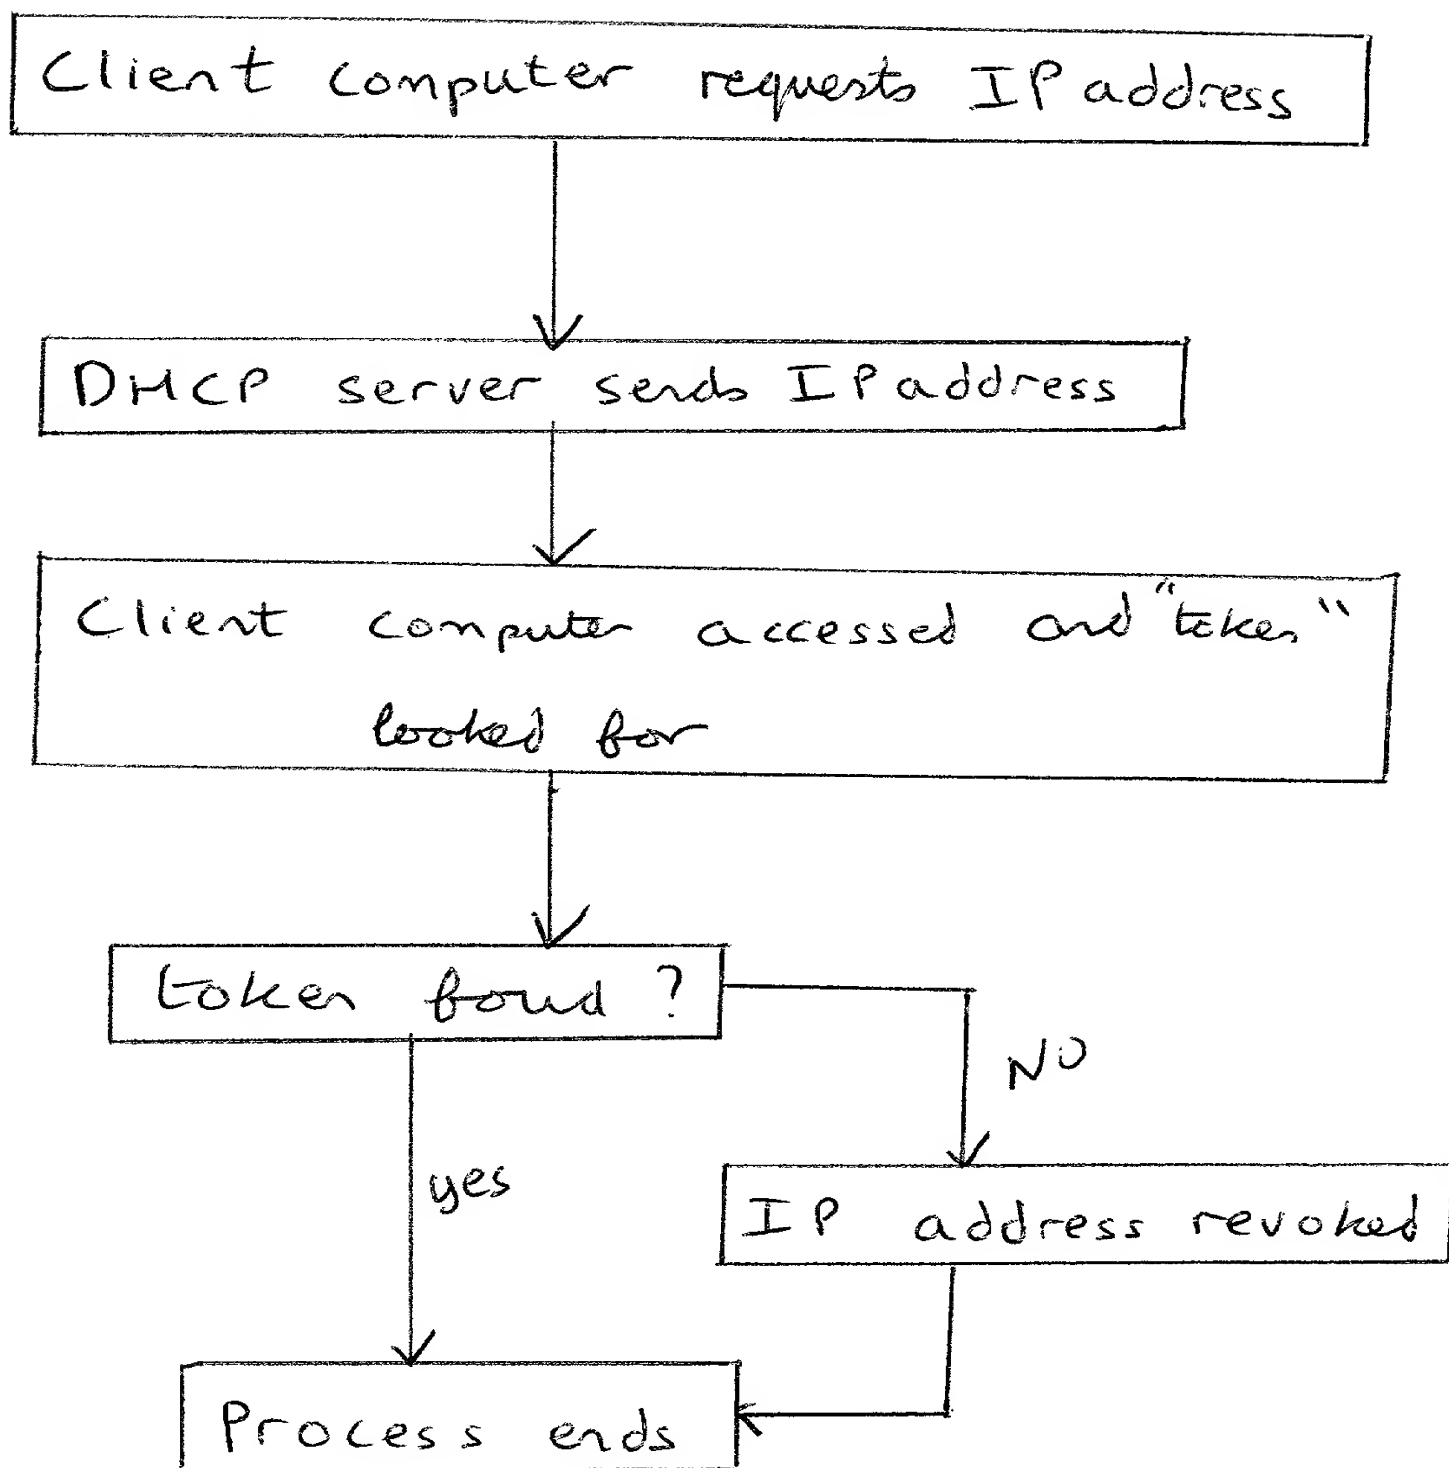 Client computer requests IP address
DHCP server sends IP address
Client computer accessed and "token"
looked for
token found ?
NO
yes
IP address revoked
Process ends